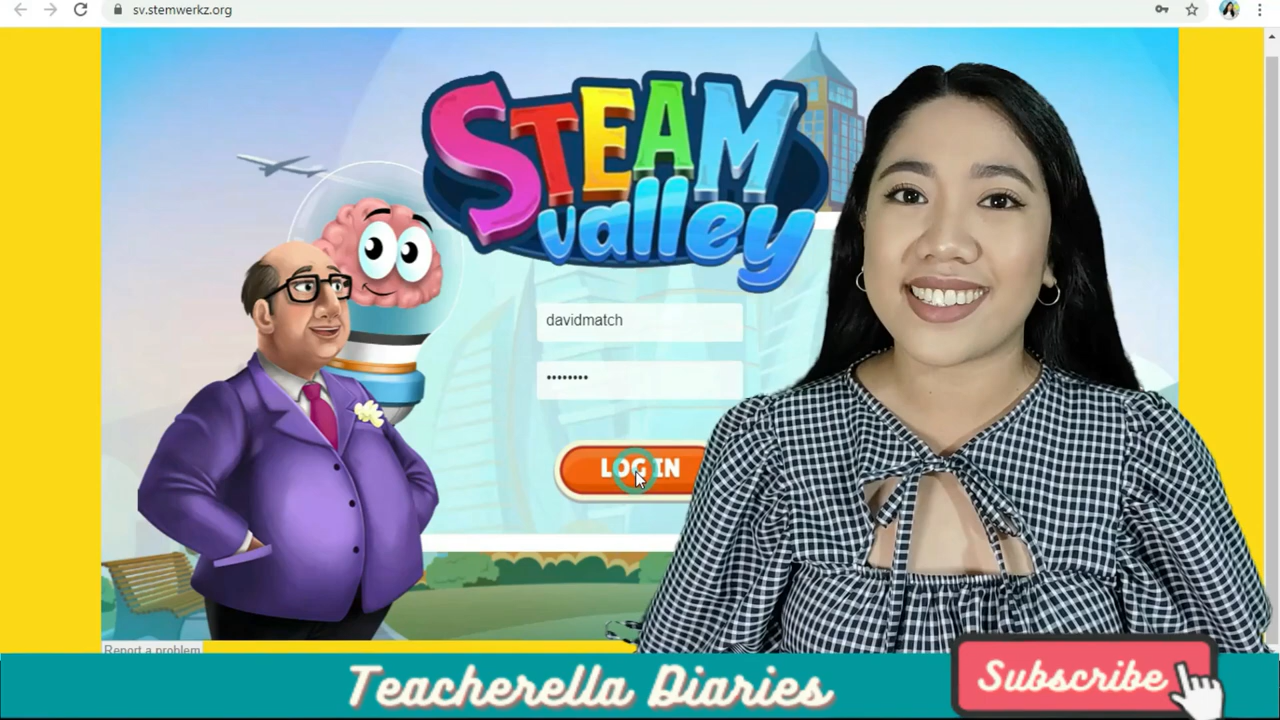 sv.stemwerkz.org
STEAM
valley
davidmatch
••••••••
LOG IN
Report a problem
Teacherella Diaries
Subscribe